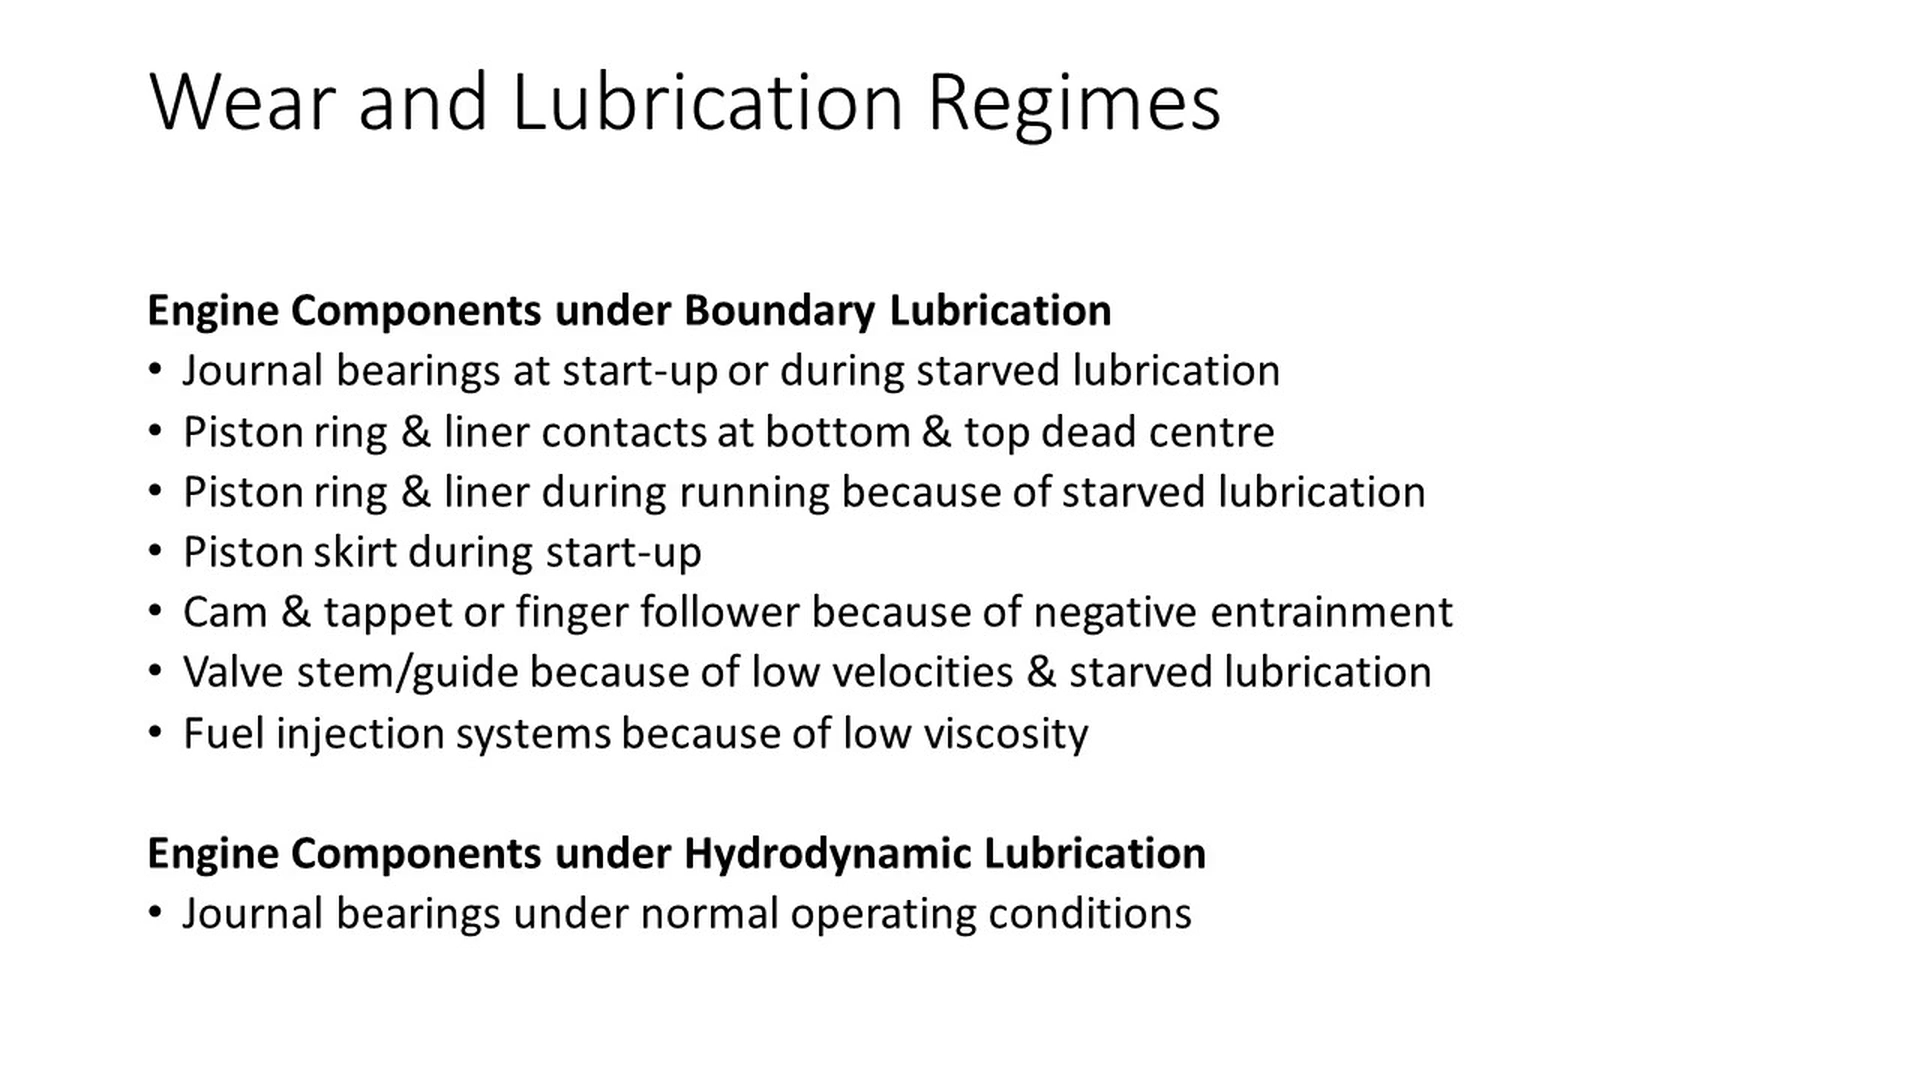 Wear and Lubrication Regimes
Engine Components under Boundary Lubrication
• Journal bearings at start-up or during starved lubrication
• Piston ring & liner contacts at bottom & top dead centre
• Piston ring & liner during running because of starved lubrication
• Piston skirt during start-up
• Cam & tappet or finger follower because of negative entrainment
• Valve stem/guide because of low velocities & starved lubrication
• Fuel injection systems because of low viscosity
Engine Components under Hydrodynamic Lubrication
• Journal bearings under normal operating conditions